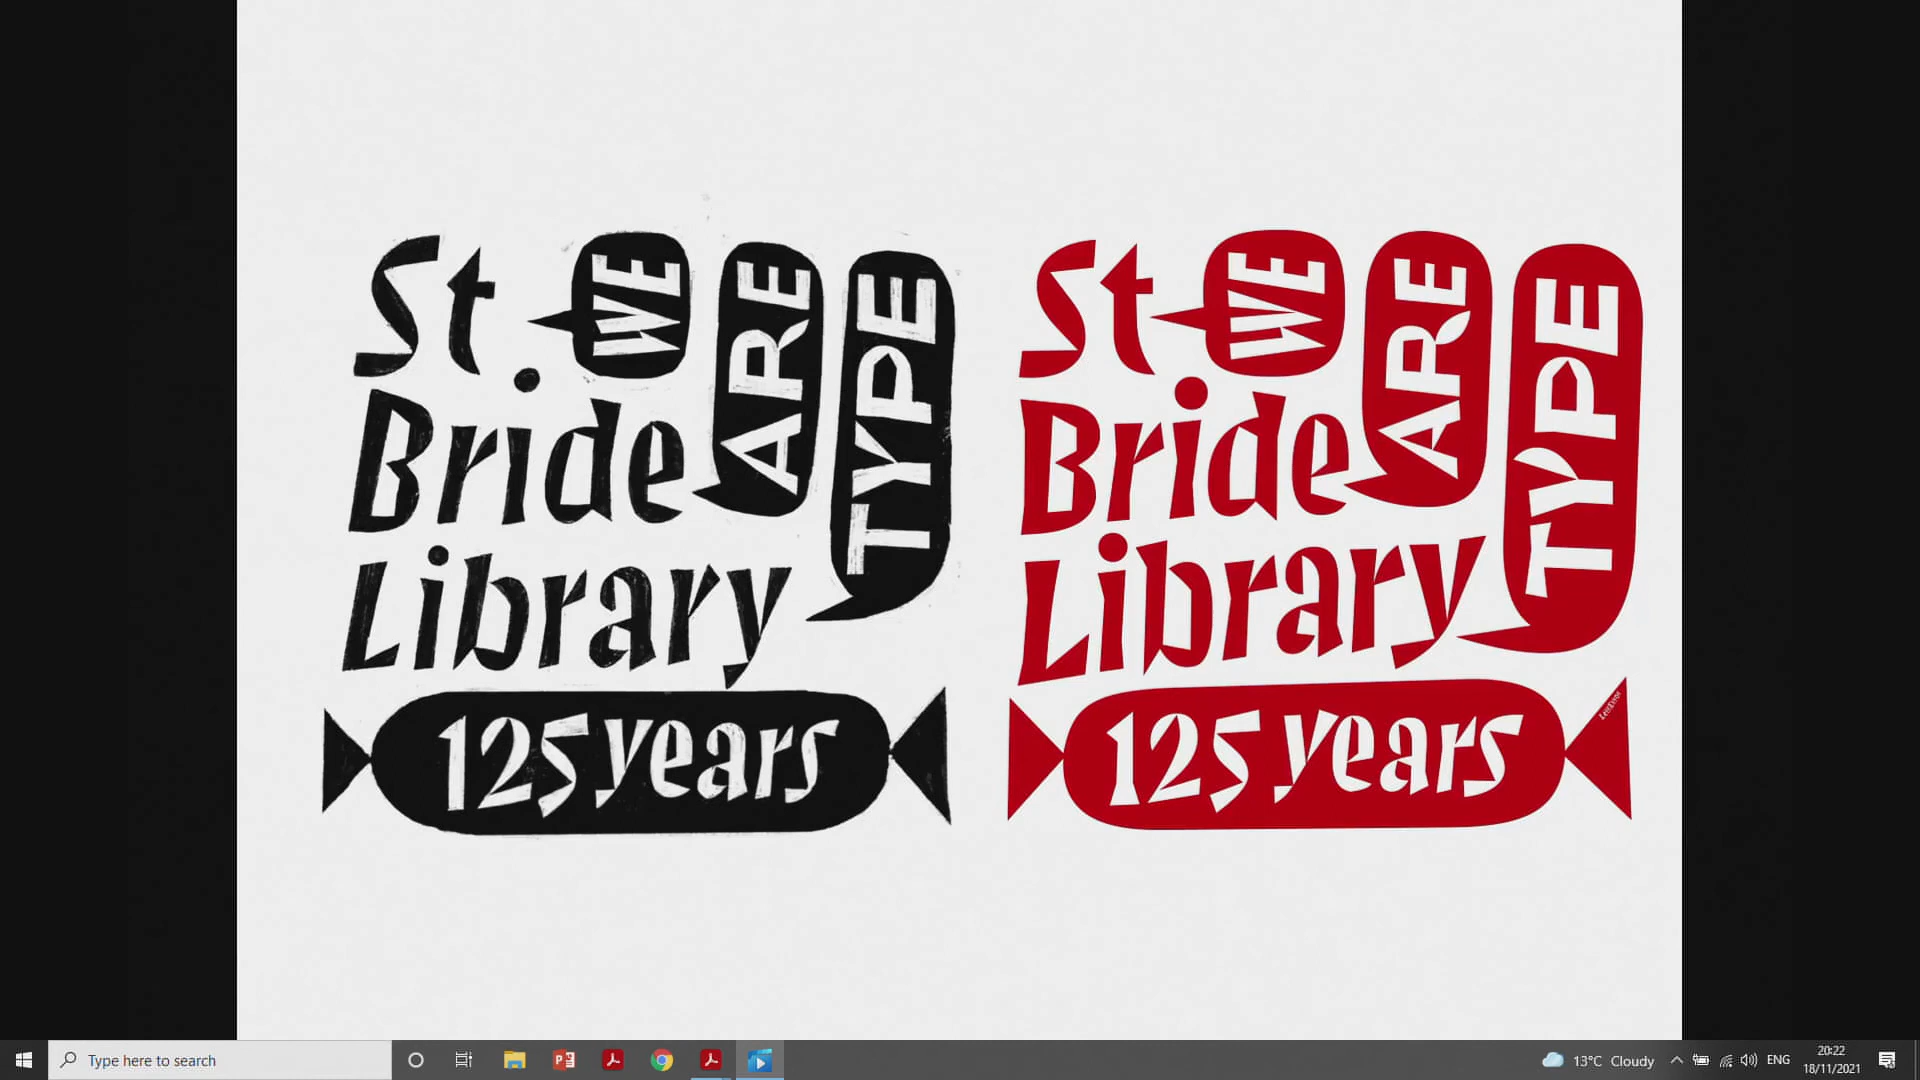 St
WE
ARE
TYPE
Bride
Library
125 years
St
WE
ARE
TYPE
Bride
Library
125 years
Type here to search
13°C Cloudy
ENG
20:22
18/11/2021